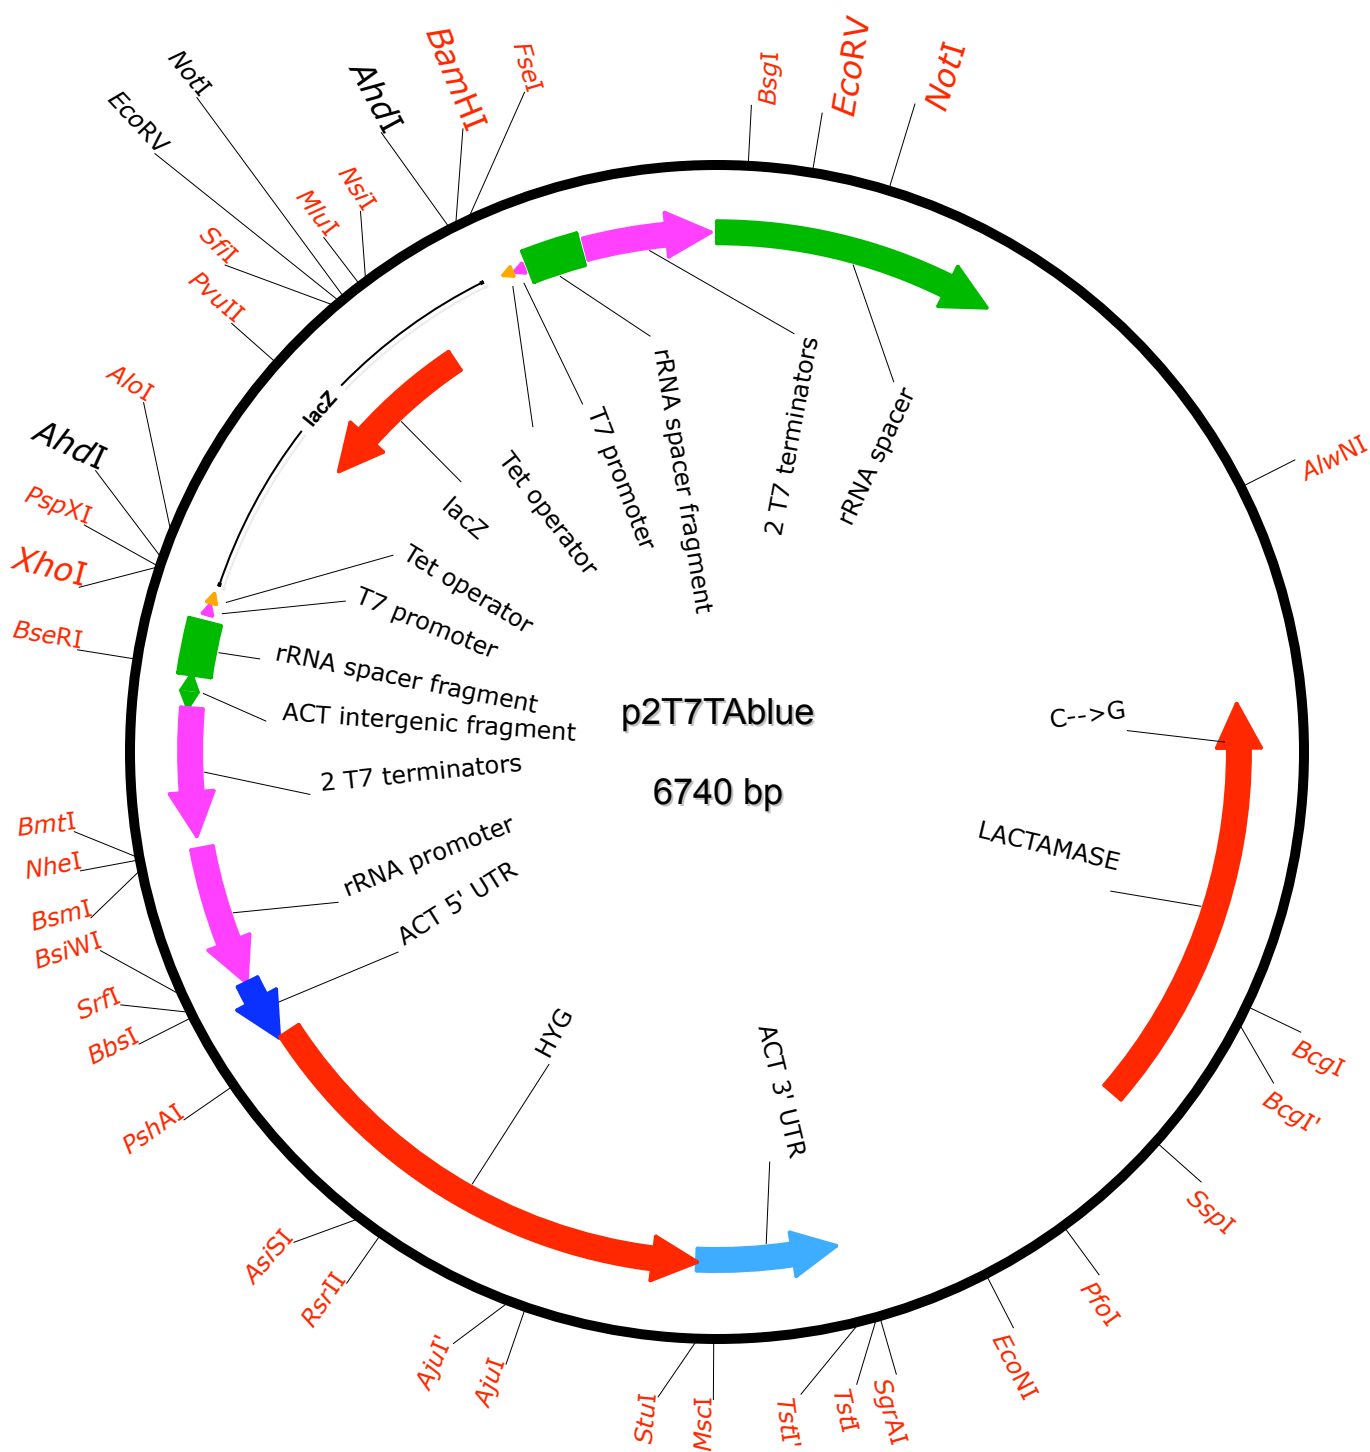 BsgI
EcoRV
NotI
AlwNI
BcgI
BcgI'
SspI
PfoI
EcoNI
SgrAI
TstI
TstI'
MscI
StuI
AjuI
AjuI'
RsrII
AsiSI
PshAI
BbsI
SrfI
BsiWI
BsmI
NheI
BmtI
BseRI
XhoI
PspXI
AhdI
AloI
PvuII
SfiI
EcoRV
NotI
MluI
NsiI
AhdI
BamHI
FseI
rRNA spacer
2 T7 terminators
rRNA spacer fragment
T7 promoter
Tet operator
lacZ
lacZ
Tet operator
T7 promoter
rRNA spacer fragment
ACT intergenic fragment
2 T7 terminators
rRNA promoter
ACT 5' UTR
HYG
ACT 3' UTR
LACTAMASE
C-->G
p2T7TAblue
6740 bp